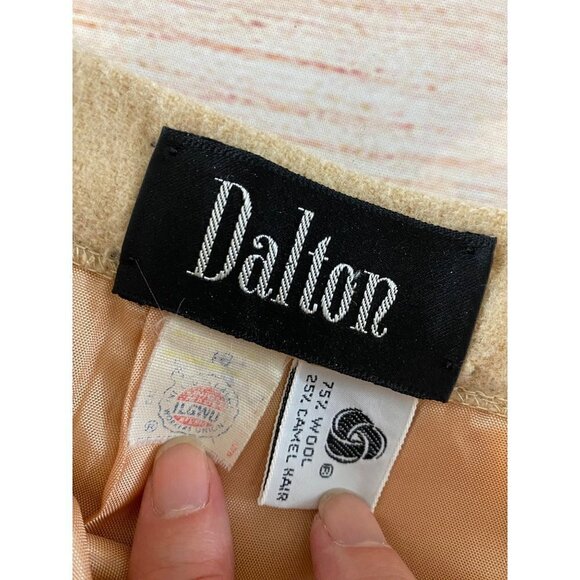 Dalton
ILGWU
®
75% WOOL
25% CAMEL HAIR
®